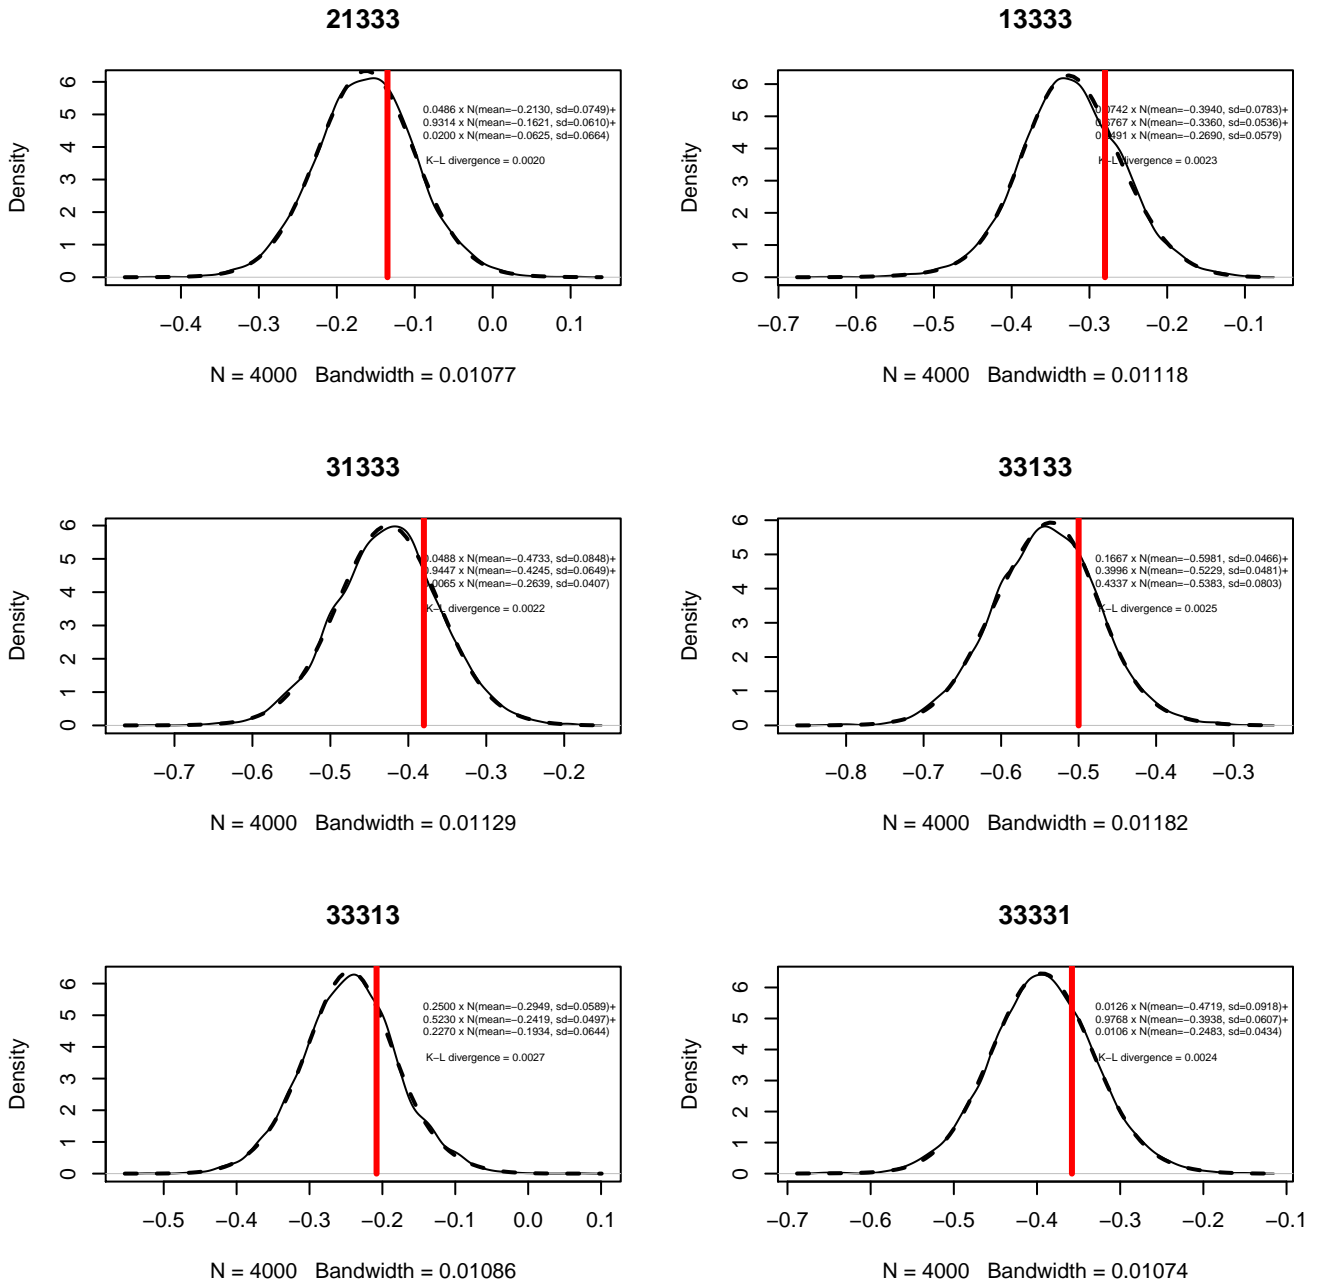 21333
Density
0 1 2 3 4 5 6
0.0486 x N(mean=−0.2130, sd=0.0749)+
0.9314 x N(mean=−0.1621, sd=0.0610)+
0.0200 x N(mean=−0.0625, sd=0.0664)
K−L divergence = 0.0020
−0.4 −0.3 −0.2 −0.1 0.0 0.1
N = 4000 Bandwidth = 0.01077
13333
Density
0 1 2 3 4 5 6
N(mean=−0.3940, sd=0.0783)+
x N(mean=−0.3360, sd=0.0536)+
x N(mean=−0.2690, sd=0.0579)
divergence = 0.0023
−0.7 −0.6 −0.5 −0.4 −0.3 −0.2 −0.1
N = 4000 Bandwidth = 0.01118
31333
Density
0 1 2 3 4 5 6
0.0488 x N(mean=−0.4733, sd=0.0848)+
0.9447 x N(mean=−0.4245, sd=0.0649)+
0.0065 x N(mean=−0.2639, sd=0.0407)
K−L divergence = 0.0022
−0.7 −0.6 −0.5 −0.4 −0.3 −0.2
N = 4000 Bandwidth = 0.01129
33133
Density
0 1 2 3 4 5 6
0.1667 x N(mean=−0.5981, sd=0.0466)+
0.3996 x N(mean=−0.5229, sd=0.0481)+
0.4337 x N(mean=−0.5383, sd=0.0803)
K−L divergence = 0.0025
−0.8 −0.7 −0.6 −0.5 −0.4 −0.3
N = 4000 Bandwidth = 0.01182
33313
Density
0 1 2 3 4 5 6
0.2500 x N(mean=−0.2949, sd=0.0589)+
0.5230 x N(mean=−0.2419, sd=0.0497)+
0.2270 x N(mean=−0.1934, sd=0.0644)
K−L divergence = 0.0027
−0.5 −0.4 −0.3 −0.2 −0.1 0.0 0.1
N = 4000 Bandwidth = 0.01086
33331
Density
0 1 2 3 4 5 6
0.0126 x N(mean=−0.4719, sd=0.0918)+
0.9768 x N(mean=−0.3938, sd=0.0607)+
0.0106 x N(mean=−0.2483, sd=0.0434)
K−L divergence = 0.0024
−0.7 −0.6 −0.5 −0.4 −0.3 −0.2 −0.1
N = 4000 Bandwidth = 0.01074